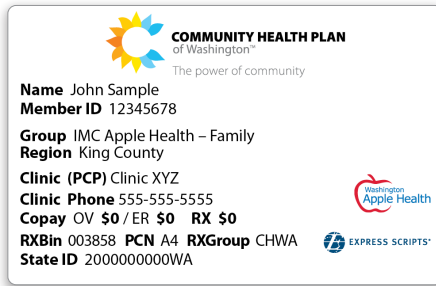 COMMUNITY HEALTH PLAN
of Washington™
The power of community
Name John Sample
Member ID 12345678
Group IMC Apple Health – Family
Region King County
Clinic (PCP) Clinic XYZ
Clinic Phone 555-555-5555
Copay OV $0 / ER $0 RX $0
RXBin 003858 PCN A4 RXGroup CHWA
State ID 2000000000WA
Washington
Apple Health
EXPRESS SCRIPTS®